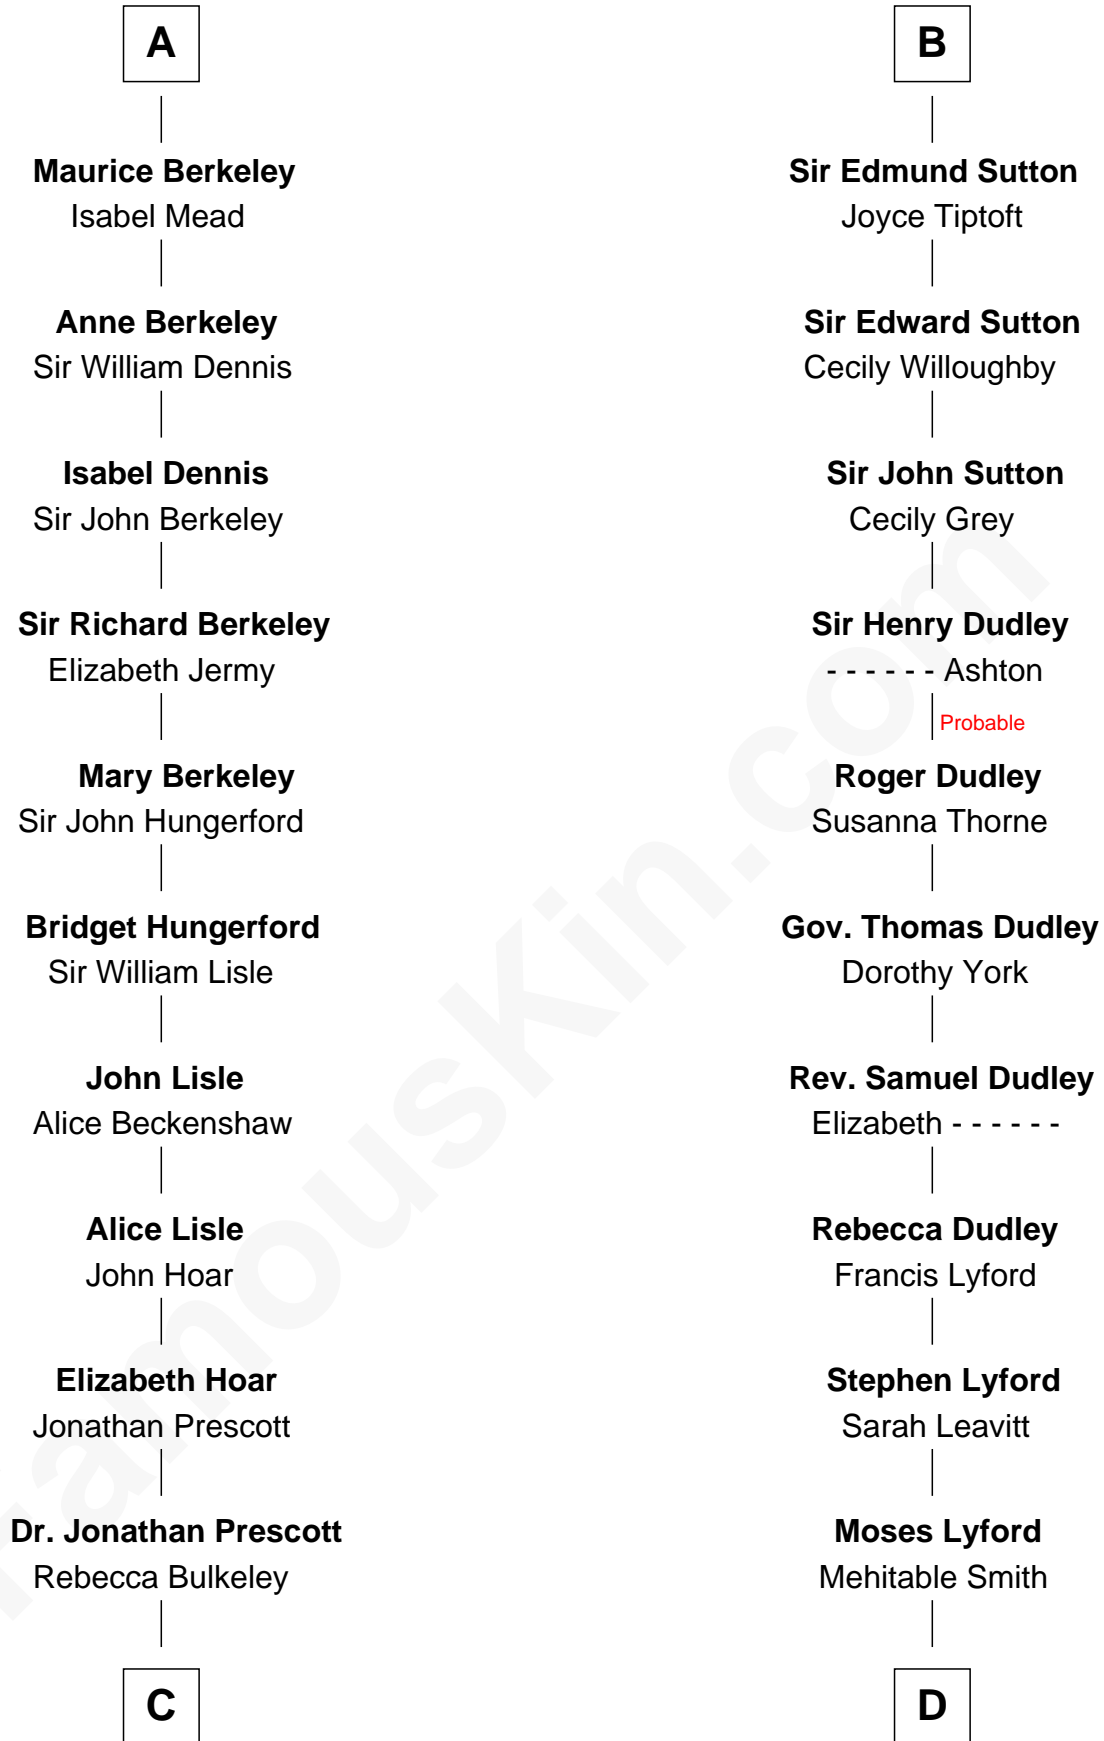 A
Maurice Berkeley
Isabel Mead
Anne Berkeley
Sir William Dennis
Isabel Dennis
Sir John Berkeley
Sir Richard Berkeley
Elizabeth Jermy
Mary Berkeley
Sir John Hungerford
Bridget Hungerford
Sir William Lisle
John Lisle
Alice Beckenshaw
Alice Lisle
John Hoar
Elizabeth Hoar
Jonathan Prescott
Dr. Jonathan Prescott
Rebecca Bulkeley
C
B
Sir Edmund Sutton
Joyce Tiptoft
Sir Edward Sutton
Cecily Willoughby
Sir John Sutton
Cecily Grey
Sir Henry Dudley
- - - - - - Ashton
Probable
Roger Dudley
Susanna Thorne
Gov. Thomas Dudley
Dorothy York
Rev. Samuel Dudley
Elizabeth - - - - - -
Rebecca Dudley
Francis Lyford
Stephen Lyford
Sarah Leavitt
Moses Lyford
Mehitable Smith
D
FamousKin.com